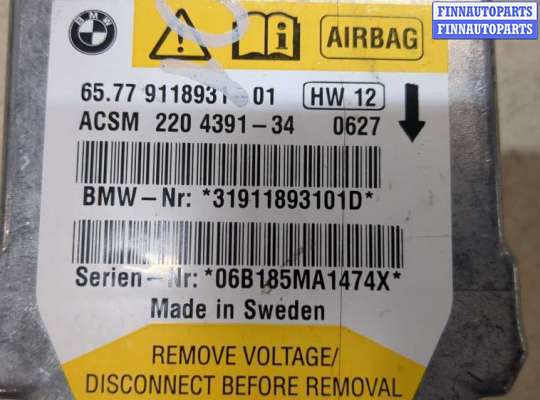 FINNAUTOPARTS
FINNAUTOPARTS
BMW
AIRBAG
65.77 9118931-01 HW 12
ACSM 220 4391-34 0627
BMW-Nr: *31911893101D*
Serien-Nr: *06B185MA1474X*
Made in Sweden
REMOVE VOLTAGE/
DISCONNECT BEFORE REMOVAL